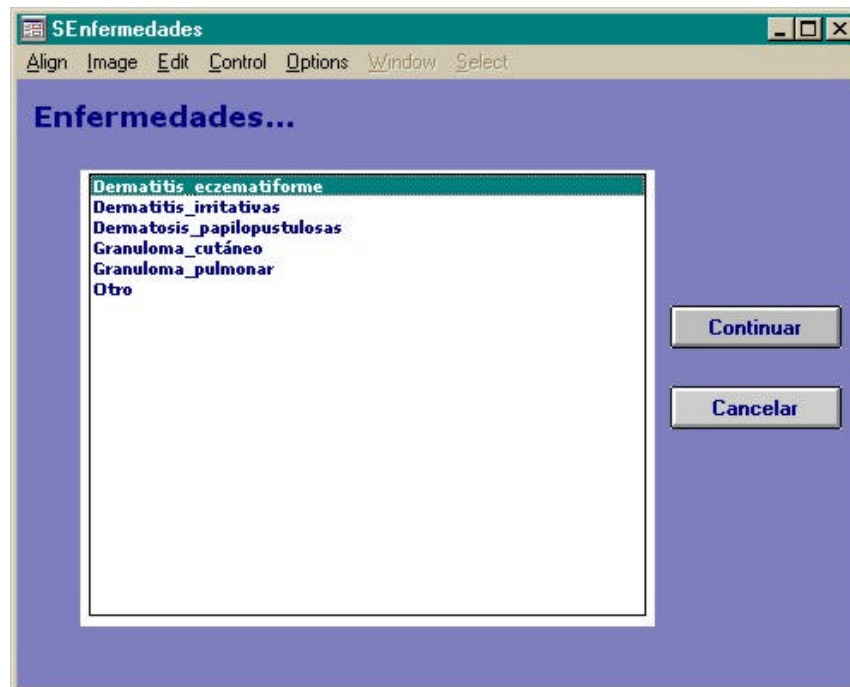 SEnfermedades
Align Image Edit Control Options Window Select
Enfermedades...
Dermatitis_eczematiforme
Dermatitis_irritativas
Dermatosis_papilopustulosas
Granuloma_cutáneo
Granuloma_pulmonar
Otro
Continuar
Cancelar